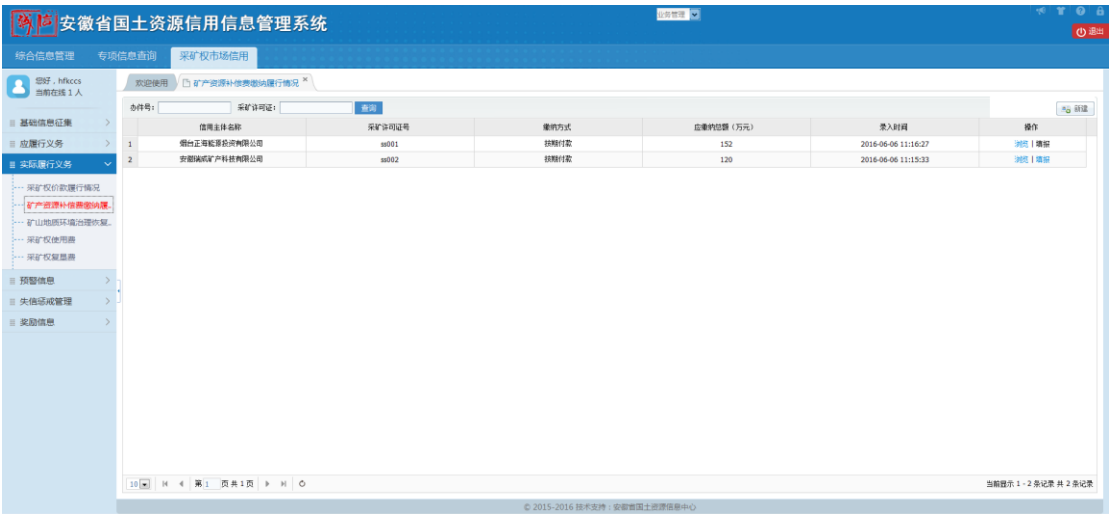 诚信 安徽省国土资源信用信息管理系统
业务管理
退出
综合信息管理 专项信息查询 采矿权市场信用
您好，hfkccs
当前在线 1 人
欢迎使用 矿产资源补偿费缴纳履行情况 ×
办件号： 采矿许可证： 查询 新建
信用主体名称 采矿许可证号 缴纳方式 应缴纳总额（万元） 录入时间 操作
1 烟台正海能源投资有限公司 ss001 按期付款 152 2016-06-06 11:16:27 浏览 | 填报
2 安徽瑞成矿产科技有限公司 ss002 按期付款 120 2016-06-06 11:15:33 浏览 | 填报
基础信息征集
应履行义务
实际履行义务
采矿权价款履行情况
矿产资源补偿费缴纳履..
矿山地质环境治理恢复..
采矿权使用费
采矿权复垦费
预警信息
失信惩戒管理
奖励信息
10 第 1 页共 1 页 当前显示 1 - 2 条记录 共 2 条记录
© 2015-2016 技术支持：安徽省国土资源信息中心